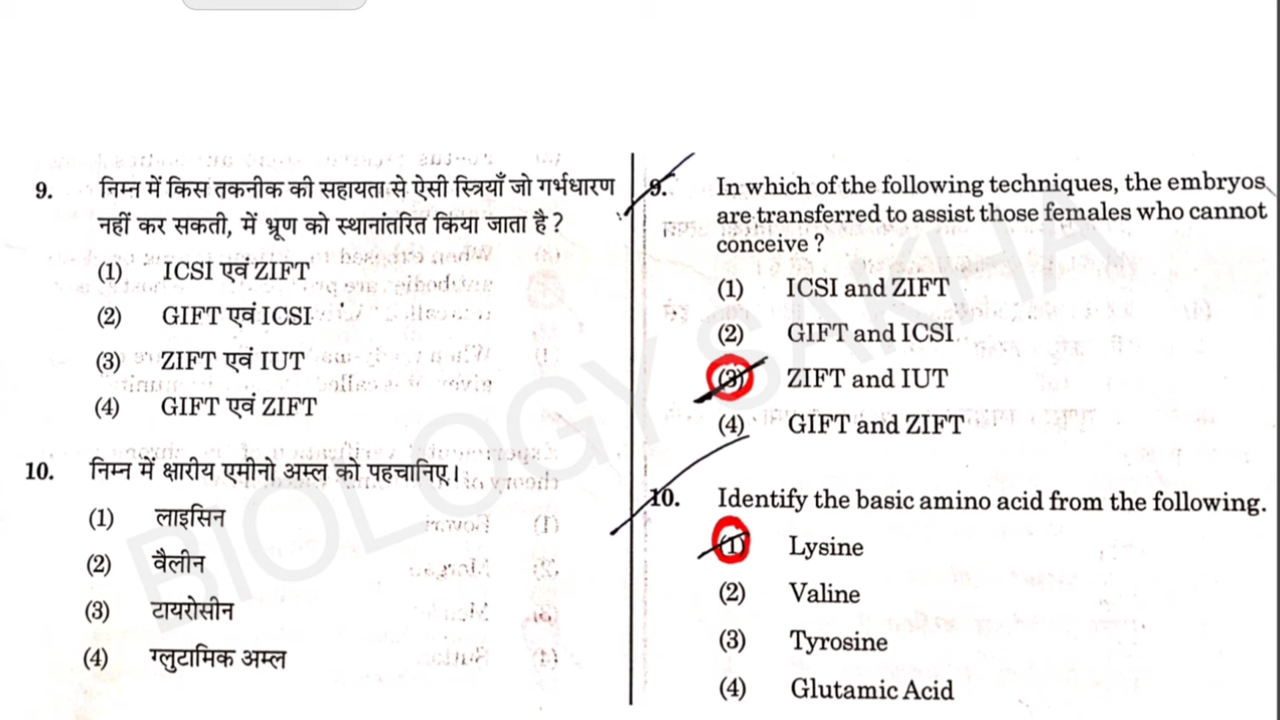 9. निम्न में किस तकनीक की सहायता से ऐसी स्त्रियाँ जो गर्भधारण
नहीं कर सकती, में भ्रूण को स्थानांतरित किया जाता है ?
(1) ICSI एवं ZIFT
(2) GIFT एवं ICSI
(3) ZIFT एवं IUT
(4) GIFT एवं ZIFT
10. निम्न में क्षारीय एमीनो अम्ल को पहचानिए।
(1) लाइसिन
(2) वैलीन
(3) टायरोसीन
(4) ग्लुटामिक अम्ल
9. In which of the following techniques, the embryos
are transferred to assist those females who cannot
conceive ?
(1) ICSI and ZIFT
(2) GIFT and ICSI
(3) ZIFT and IUT
(4) GIFT and ZIFT
10. Identify the basic amino acid from the following.
(1) Lysine
(2) Valine
(3) Tyrosine
(4) Glutamic Acid
BIOLOGY SAKHA